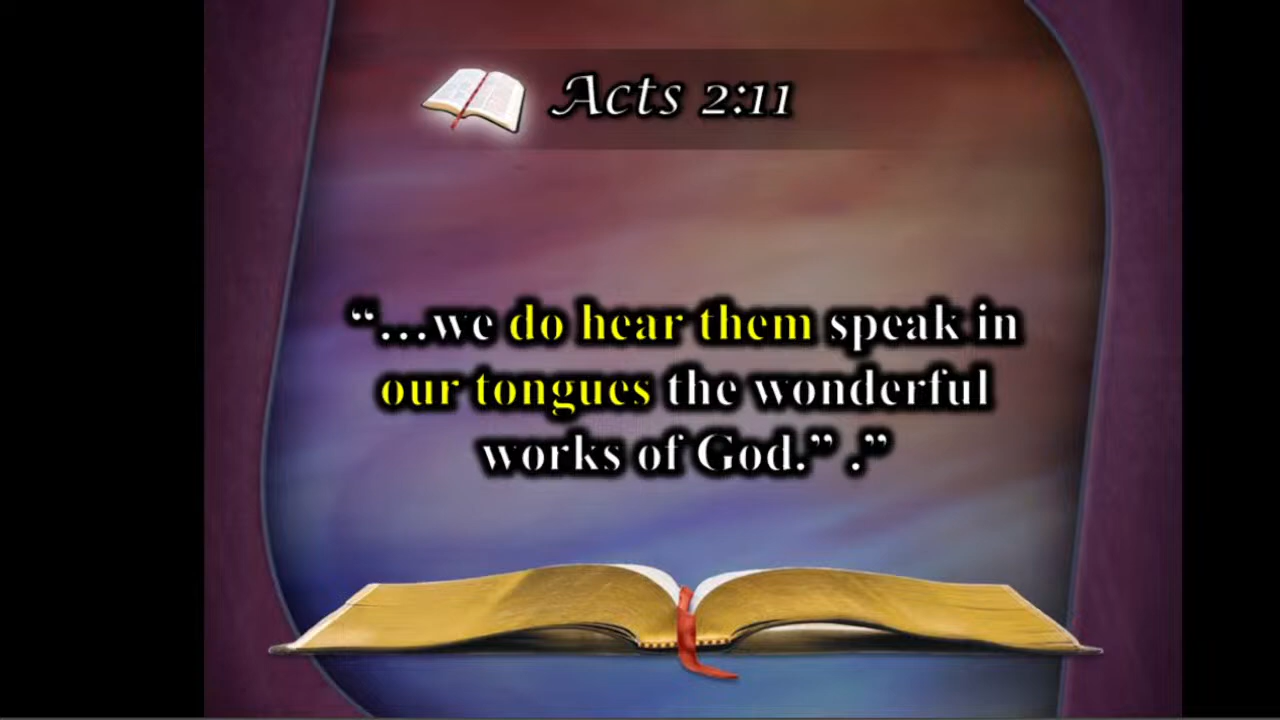 Acts 2:11
“...we do hear them speak in
our tongues the wonderful
works of God.” .”